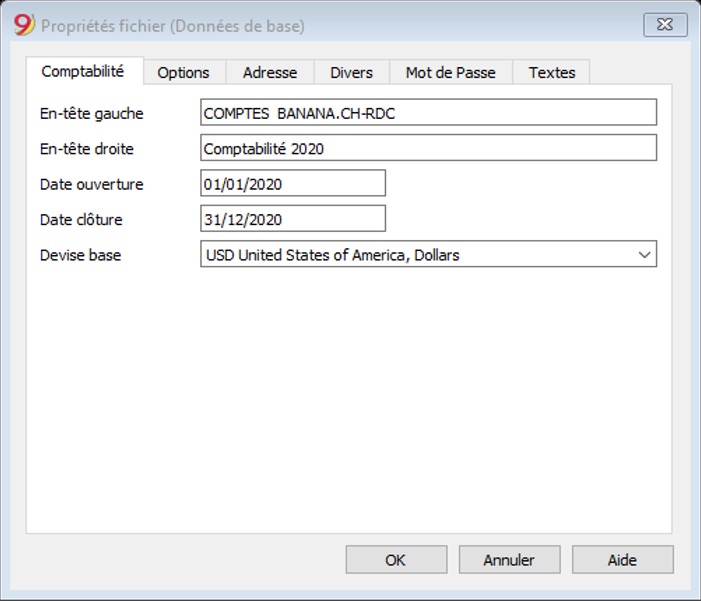 9 Propriétés fichier (Données de base)
Comptabilité Options Adresse Divers Mot de Passe Textes
En-tête gauche COMPTES BANANA.CH-RDC
En-tête droite Comptabilité 2020
Date ouverture 01/01/2020
Date clôture 31/12/2020
Devise base USD United States of America, Dollars
OK Annuler Aide